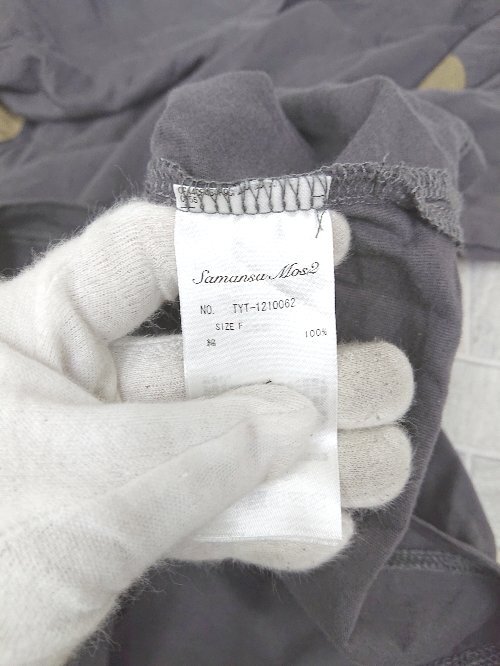 Samansa Mos2
NO. TYT-1210062
SIZE F
綿 100%